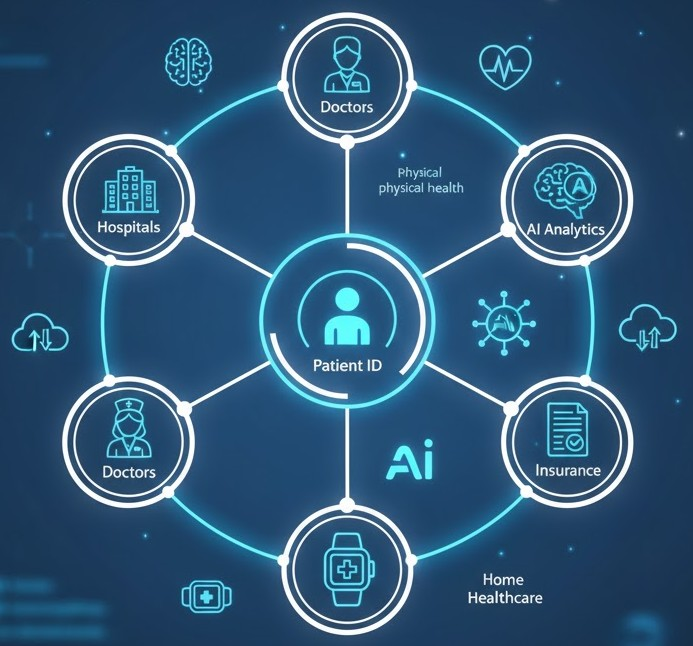 Doctors
Physical
physical health
Hospitals
AI Analytics
Patient ID
Doctors
Ai
Insurance
Home
Healthcare